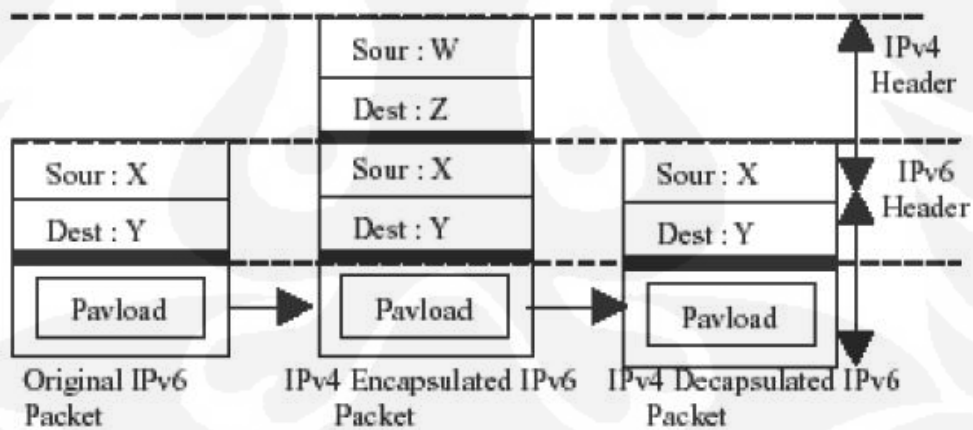 Sour : W
Dest : Z
IPv4
Header
Sour : X
Dest : Y
Sour : X
Dest : Y
Sour : X
Dest : Y
IPv6
Header
Pavload
Pavload
Pavload
Original IPv6
Packet
IPv4 Encapsulated IPv6
Packet
IPv4 Decapsulated IPv6
Packet